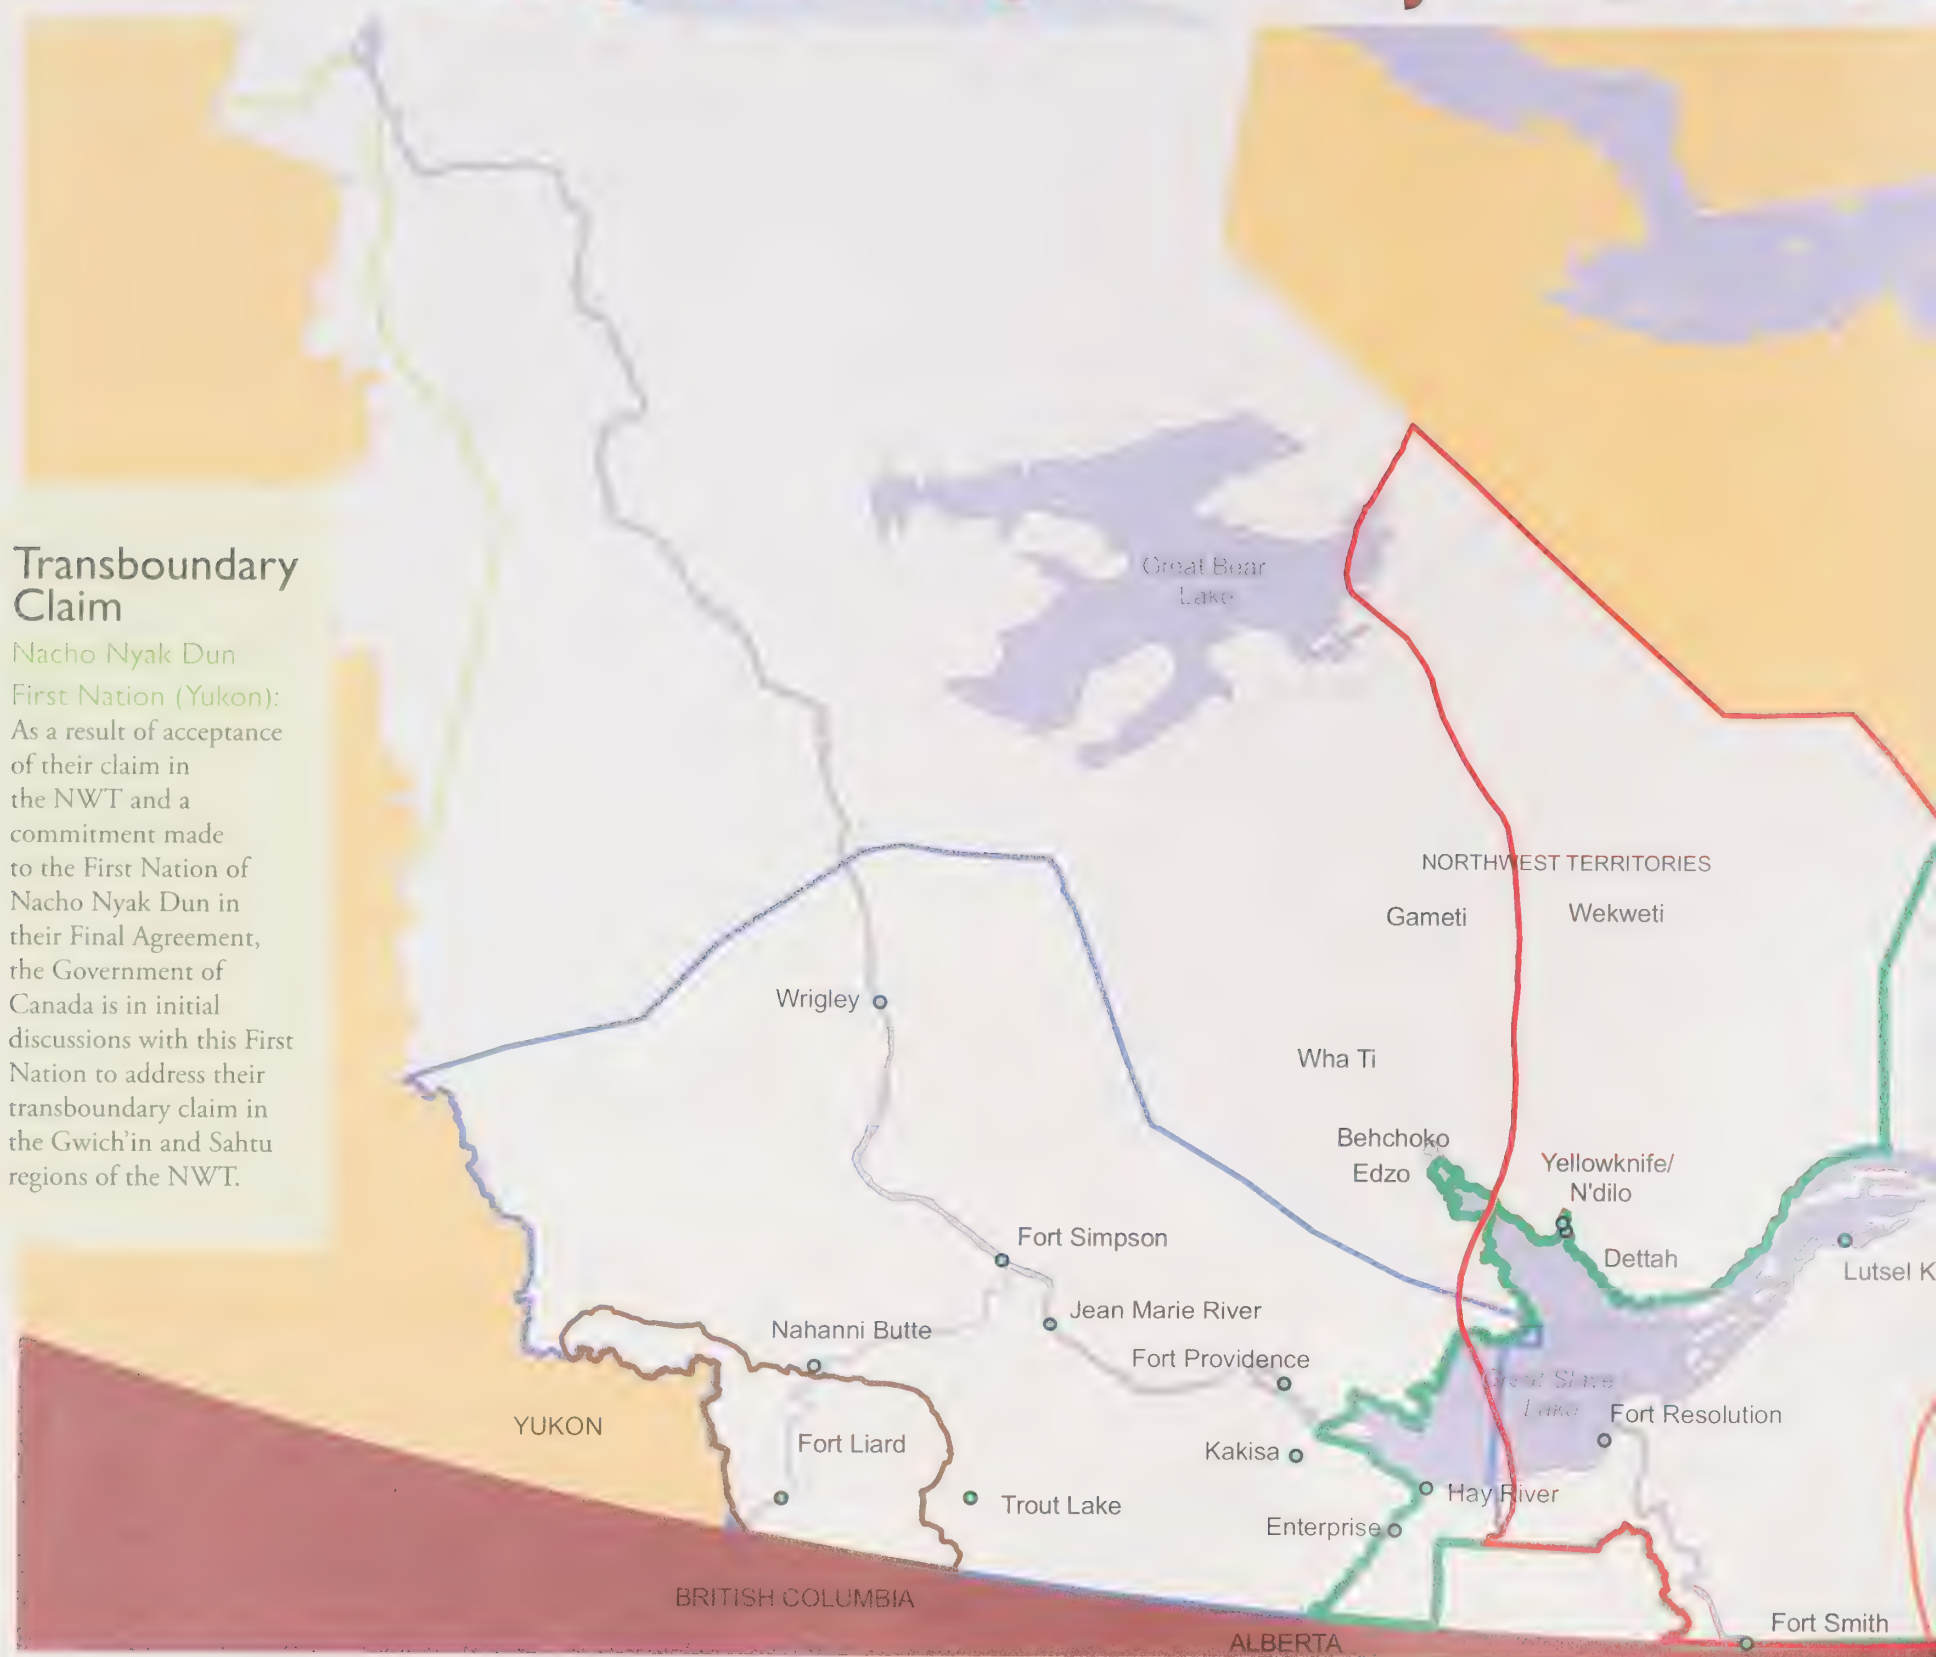 Transboundary
Claim
Nacho Nyak Dun
First Nation (Yukon):
As a result of acceptance
of their claim in
the NWT and a
commitment made
to the First Nation of
Nacho Nyak Dun in
their Final Agreement,
the Government of
Canada is in initial
discussions with this First
Nation to address their
transboundary claim in
the Gwich'in and Sahtu
regions of the NWT.
Great Bear
Lake
NORTHWEST TERRITORIES
Gameti
Wekweti
Wrigley
Wha Ti
Behchoko
Edzo
Yellowknife/
N'dilo
Dettah
Lutsel K
Fort Simpson
Jean Marie River
Nahanni Butte
Fort Providence
Great Slave
Lake
Fort Resolution
YUKON
Fort Liard
Kakisa
Trout Lake
Hay River
Enterprise
BRITISH COLUMBIA
ALBERTA
Fort Smith